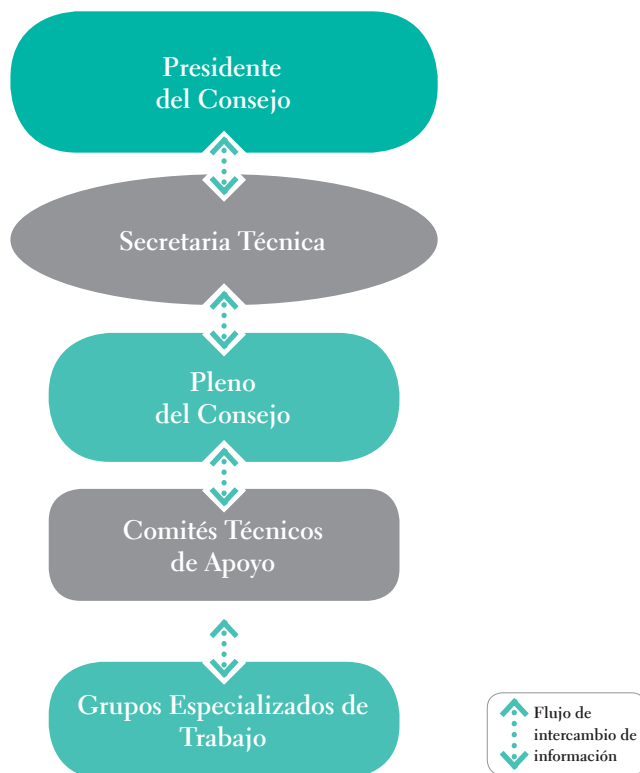 Presidente
del Consejo
Secretaria Técnica
Pleno
del Consejo
Comités Técnicos
de Apoyo
Grupos Especializados de
Trabajo
Flujo de
intercambio de
información